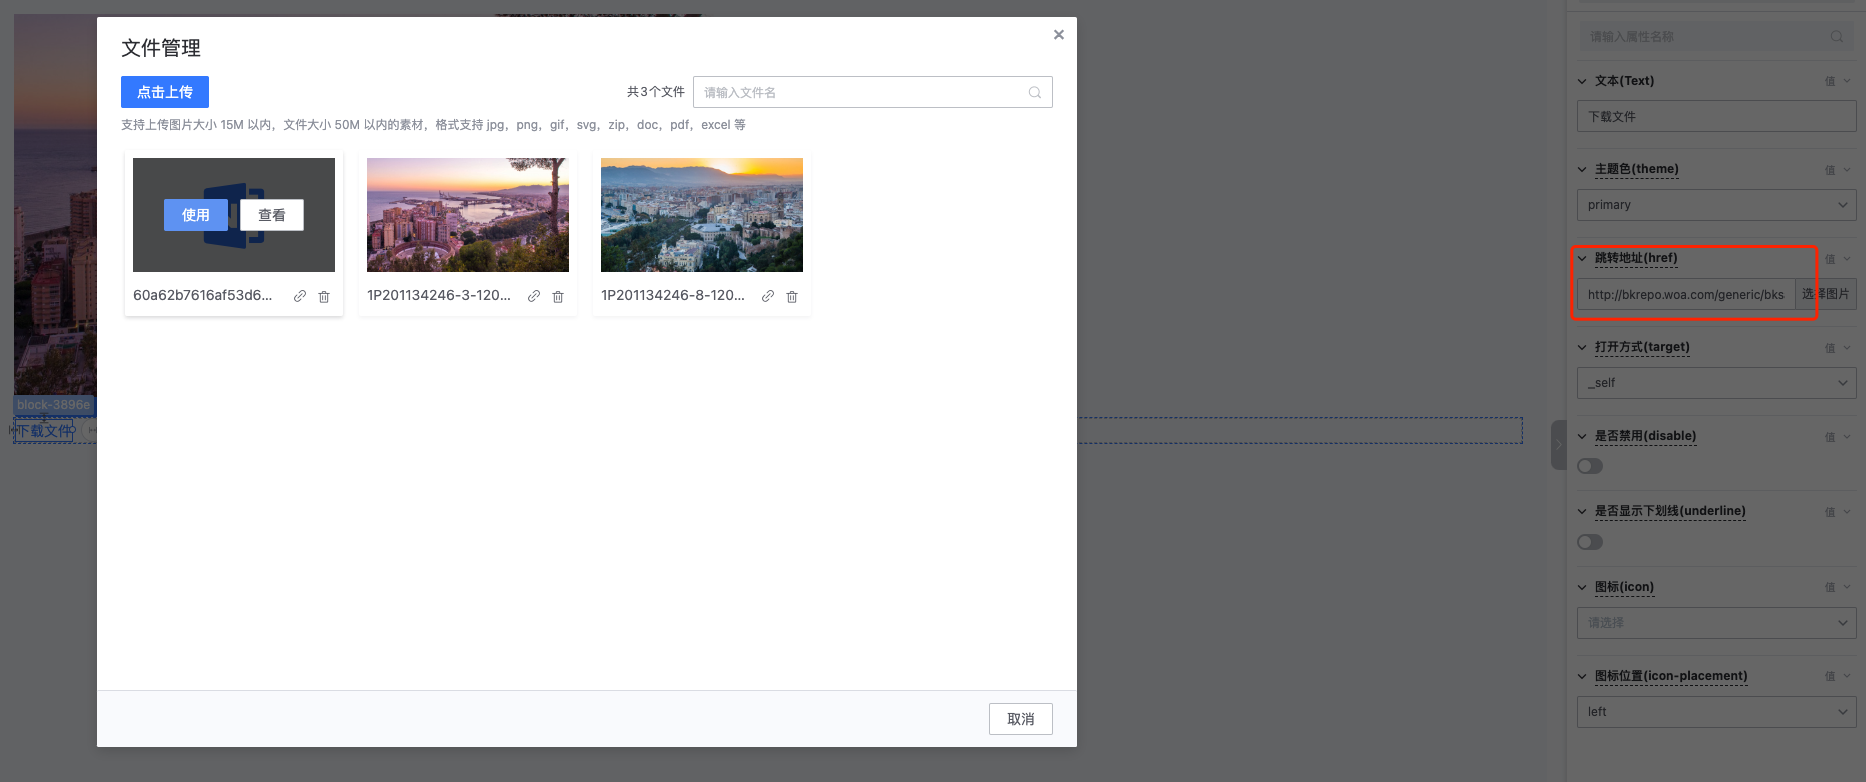 文件管理
点击上传
共3个文件
请输入文件名
支持上传图片大小 15M 以内，文件大小 50M 以内的素材，格式支持 jpg，png，gif，svg，zip，doc，pdf，excel 等
使用
查看
60a62b7616af53d6...
1P201134246-3-120...
1P201134246-8-120...
取消
block-3896e
下载文件
请输入属性名称
文本(Text)
值
下载文件
主题色(theme)
值
primary
跳转地址(href)
值
http://bkrepo.woa.com/generic/bks
选择图片
打开方式(target)
值
_self
是否禁用(disable)
值
是否显示下划线(underline)
值
图标(icon)
值
请选择
图标位置(icon-placement)
值
left